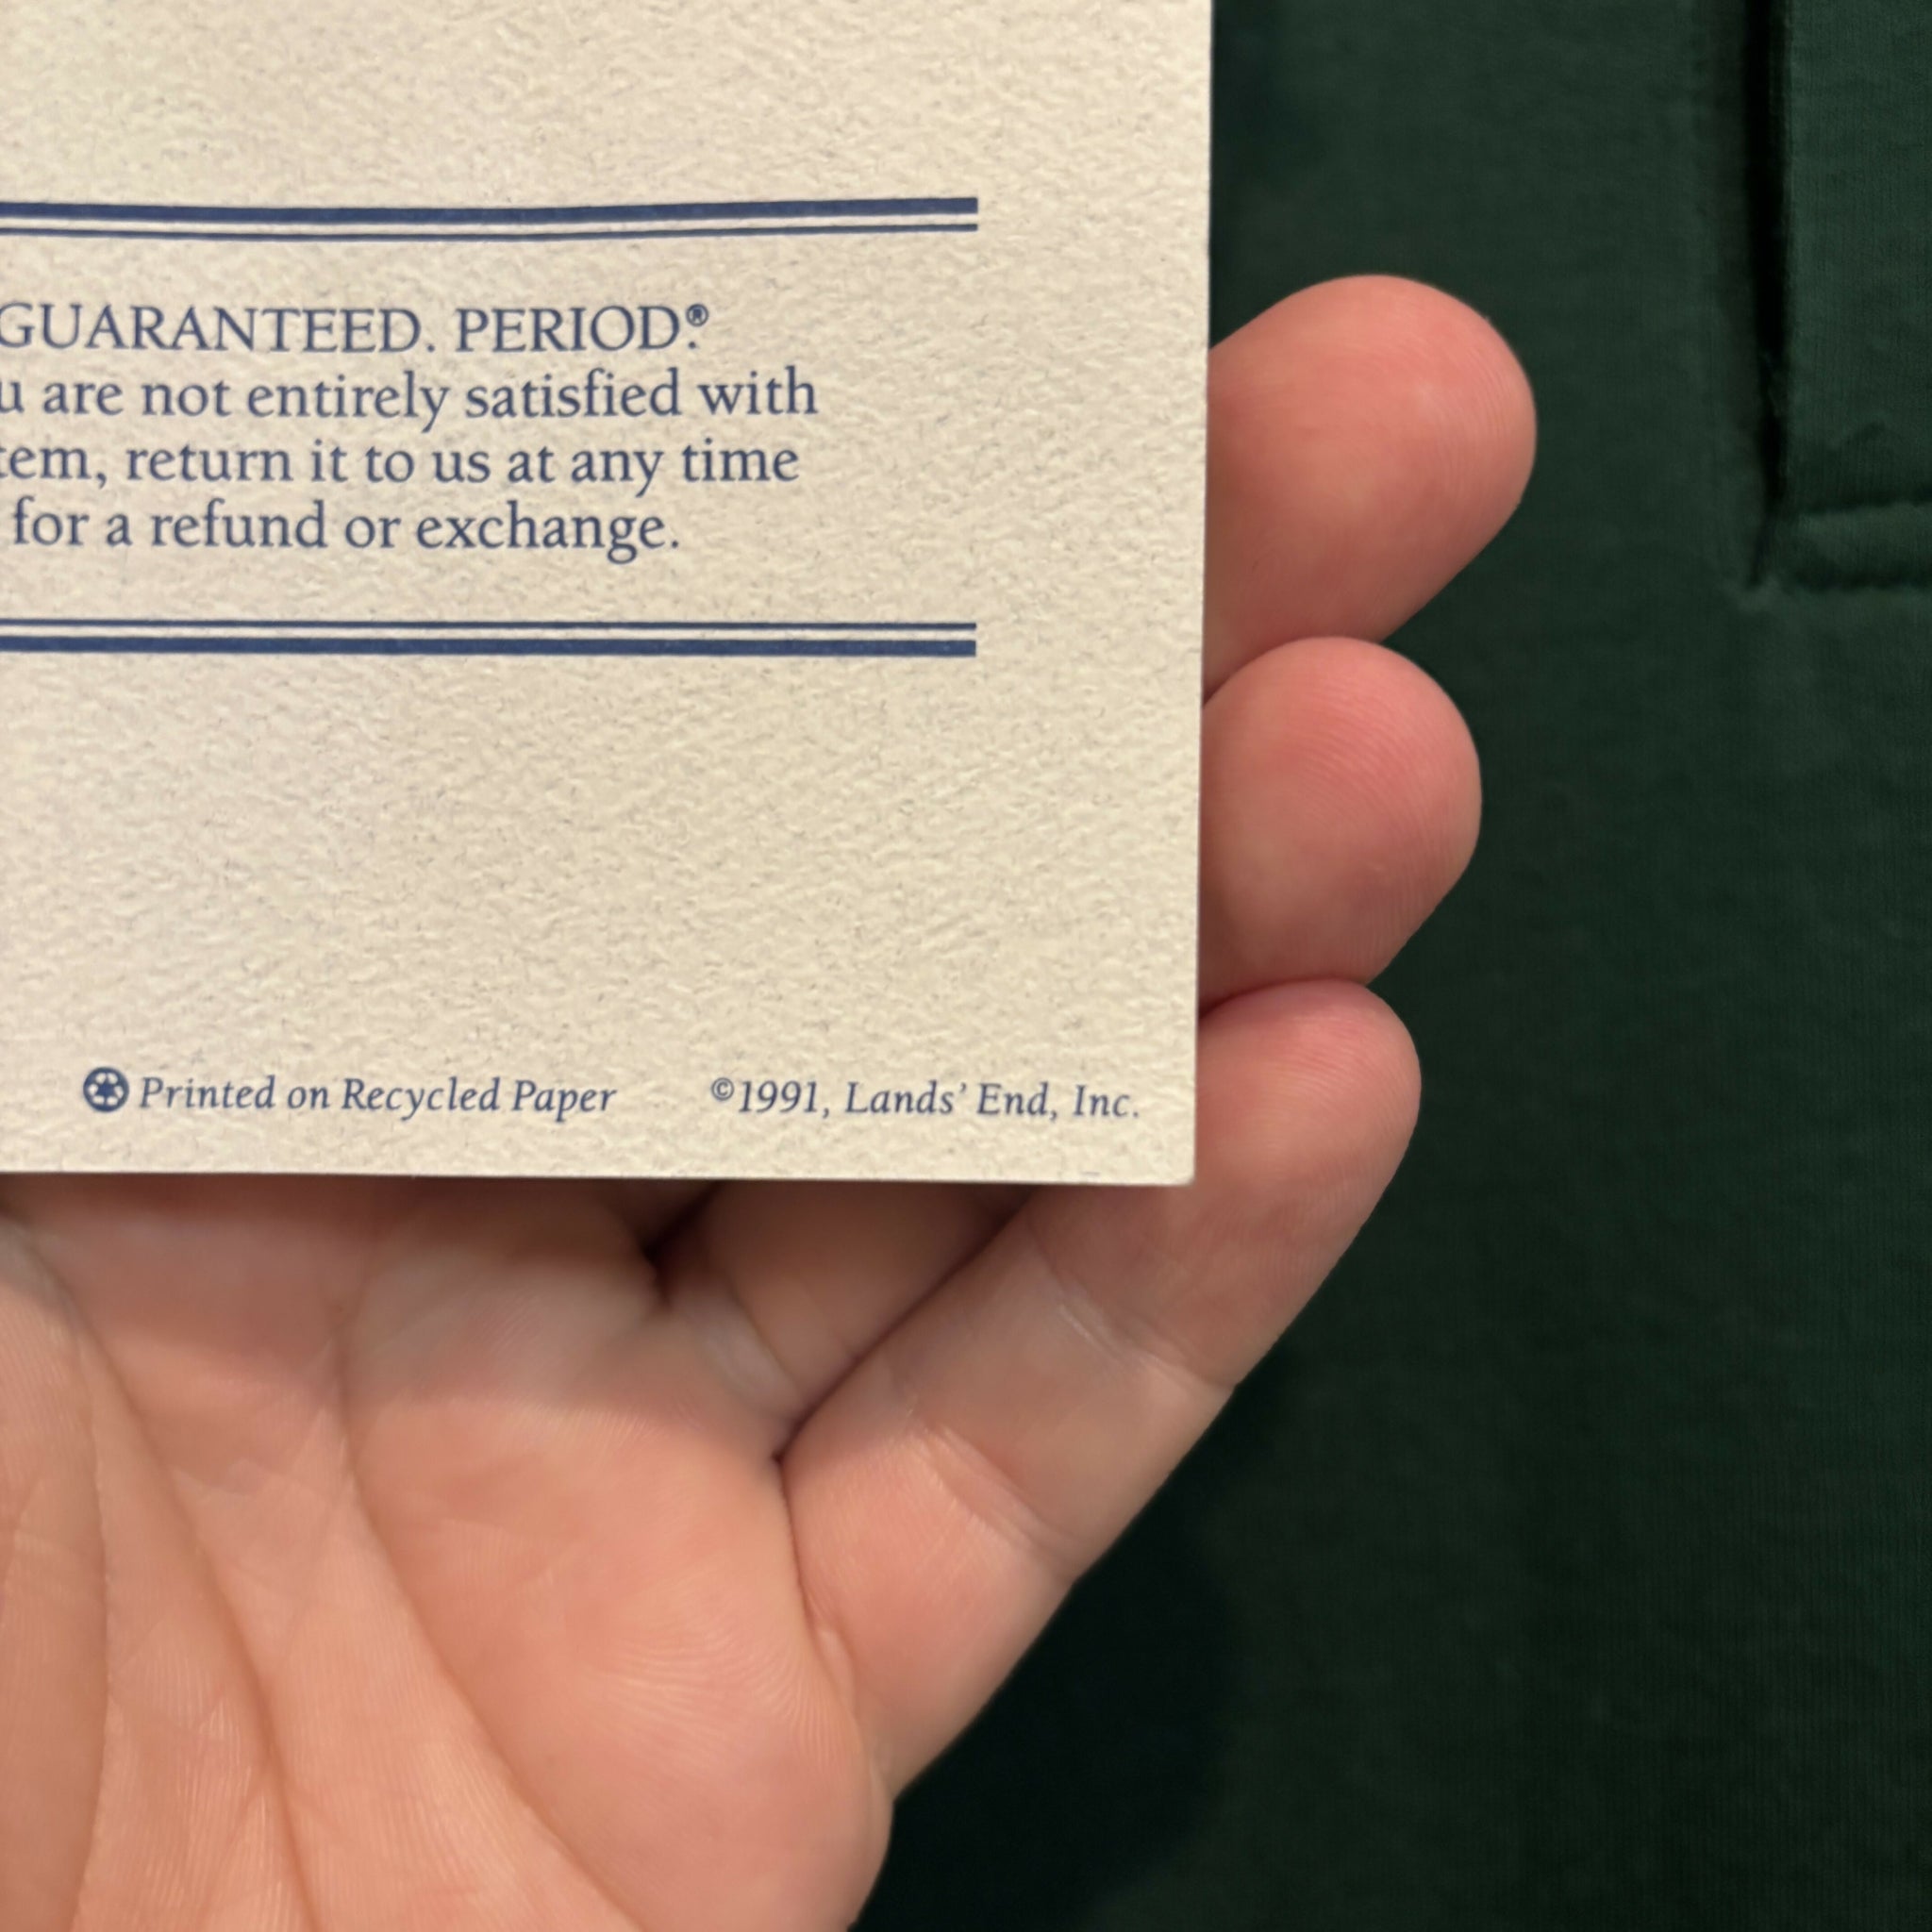 GUARANTEED. PERIOD.®
are not entirely satisfied with
return it to us at any time
for a refund or exchange.
Printed on Recycled Paper
©1991, Lands' End, Inc.